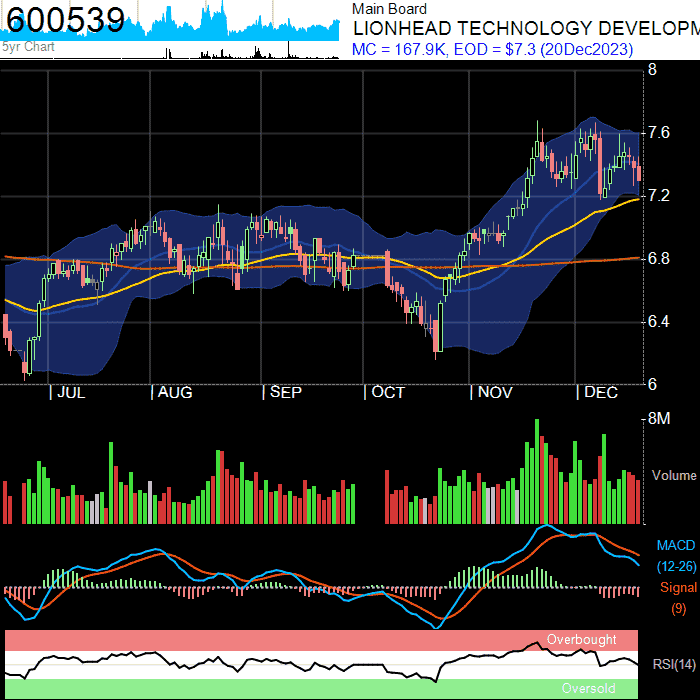 600539
5yr Chart
Main Board
LIONHEAD TECHNOLOGY DEVELOPM
MC = 167.9K, EOD = $7.3 (20Dec2023)
8
7.6
7.2
6.8
6.4
6
| JUL | AUG | SEP | OCT | NOV | DEC
8M
Volume
MACD
(12-26)
Signal
(9)
Overbought
RSI(14)
Oversold